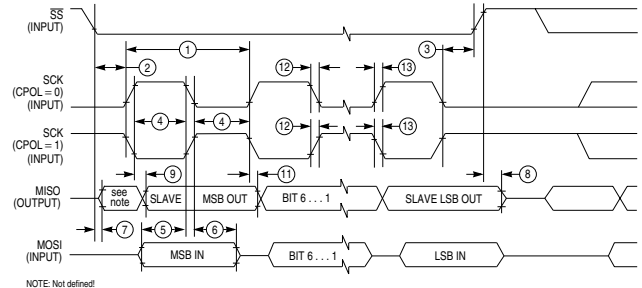 SS
(INPUT)
1
2
3
SCK
(CPOL = 0)
(INPUT)
12
13
4
4
SCK
(CPOL = 1)
(INPUT)
12
13
9
11
8
MISO
(OUTPUT)
see
note
SLAVE
MSB OUT
BIT 6 . . . 1
SLAVE LSB OUT
7
5
6
MOSI
(INPUT)
MSB IN
BIT 6 . . . 1
LSB IN
NOTE: Not defined!